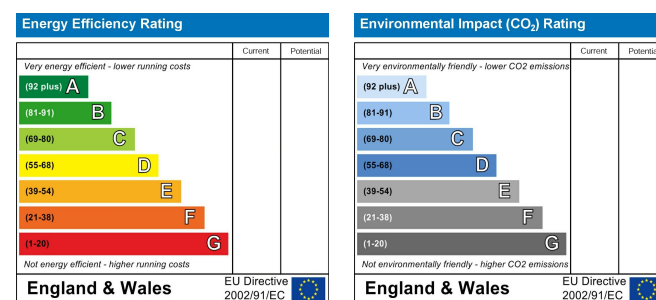 Energy Efficiency Rating
Current Potential
Very energy efficient - lower running costs
(92 plus) A
(81-91) B
(69-80) C
(55-68) D
(39-54) E
(21-38) F
(1-20) G
Not energy efficient - higher running costs
England & Wales
EU Directive
2002/91/EC
Environmental Impact (CO₂) Rating
Current Potentia
Very environmentally friendly - lower CO2 emissions
(92 plus) A
(81-91) B
(69-80) C
(55-68) D
(39-54) E
(21-38) F
(1-20) G
Not environmentally friendly - higher CO2 emissions
England & Wales
EU Directive
2002/91/EC